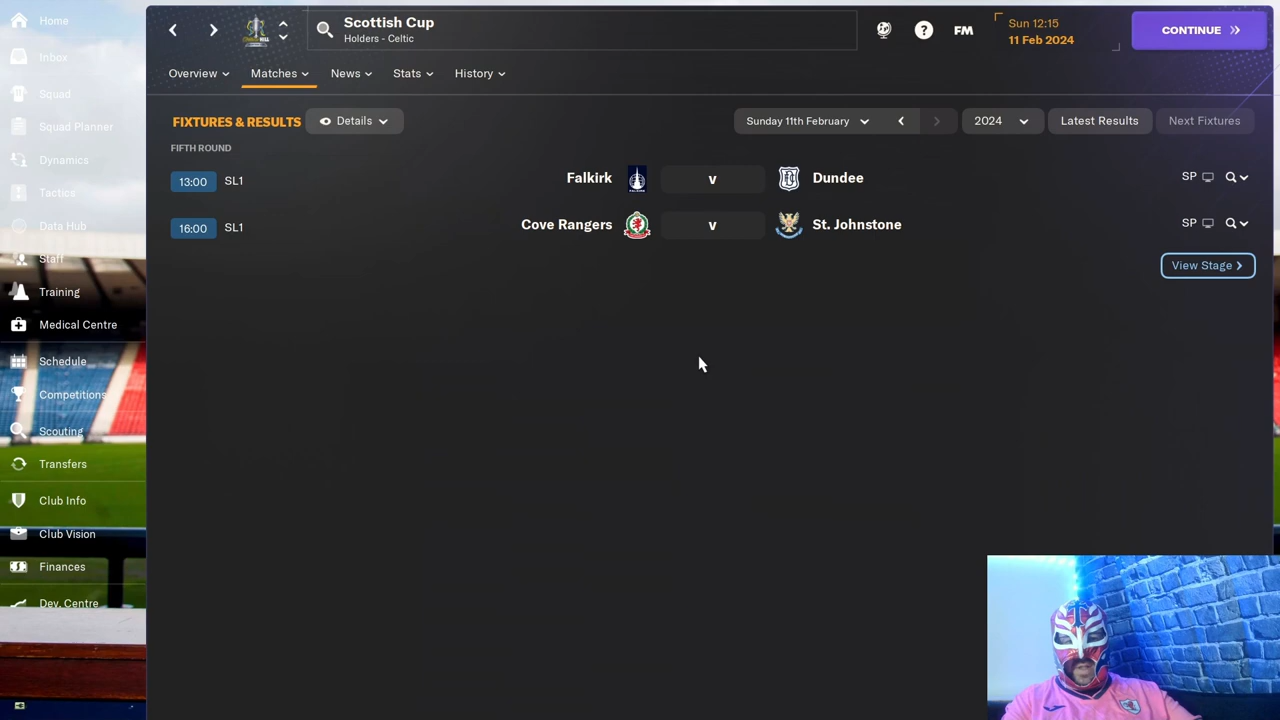 Home
Inbox
Squad
Squad Planner
Dynamics
Tactics
Data Hub
Staff
Training
Medical Centre
Schedule
Competitions
Scouting
Transfers
Club Info
Club Vision
Finances
Dev. Centre
Scottish Cup
Holders - Celtic
?
FM
Sun 12:15
11 Feb 2024
CONTINUE
Overview
Matches
News
Stats
History
FIXTURES & RESULTS
Details
Sunday 11th February
2024
Latest Results
Next Fixtures
FIFTH ROUND
13:00 SL1 Falkirk v Dundee SP
16:00 SL1 Cove Rangers v St. Johnstone SP
View Stage